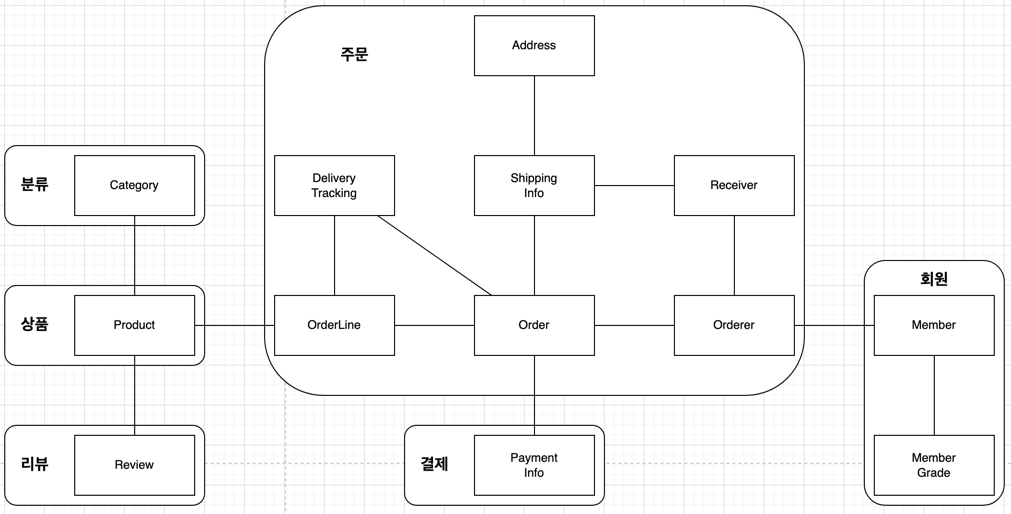 주문
Address
분류
Category
Delivery
Tracking
Shipping
Info
Receiver
회원
상품
Product
OrderLine
Order
Orderer
Member
리뷰
Review
결제
Payment
Info
Member
Grade